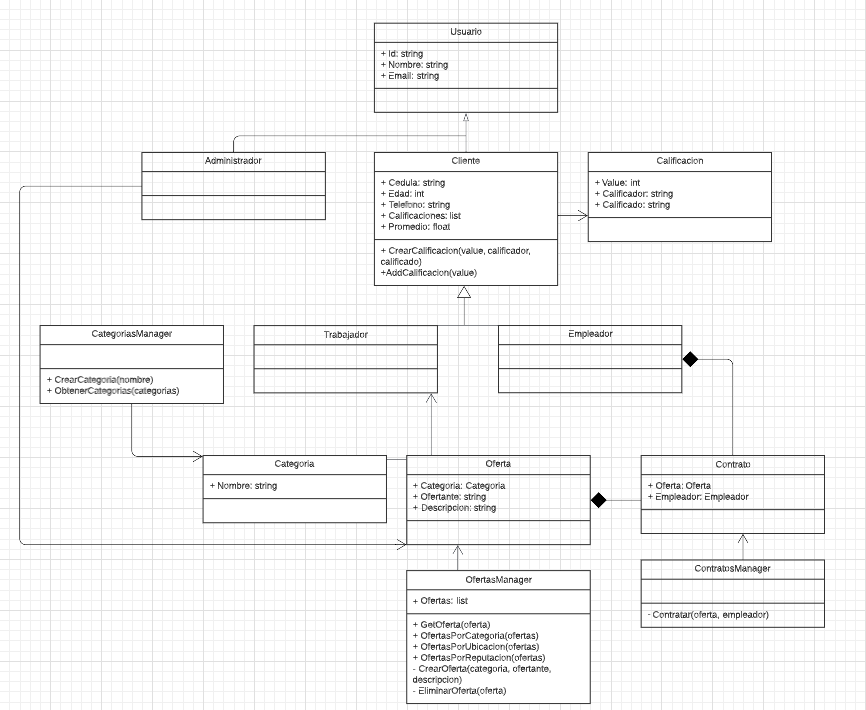 Usuario
+ Id: string
+ Nombre: string
+ Email: string
Administrador
Cliente
+ Cedula: string
+ Edad: int
+ Telefono: string
+ Calificaciones: list
+ Promedio: float
+ CrearCalificacion(value, calificador,
calificado)
+AddCalificacion(value)
Calificacion
+ Value: int
+ Calificador: string
+ Calificado: string
CategoriasManager
+ CrearCategoria(nombre)
+ ObtenerCategorias(categorias)
Trabajador
Empleador
Categoria
+ Nombre: string
Oferta
+ Categoria: Categoria
+ Ofertante: string
+ Descripcion: string
Contrato
+ Oferta: Oferta
+ Empleador: Empleador
OfertasManager
+ Ofertas: list
+ GetOferta(oferta)
+ OfertasPorCategoria(ofertas)
+ OfertasPorUbicacion(ofertas)
+ OfertasPorReputacion(ofertas)
- CrearOferta(categoria, ofertante,
descripcion)
- EliminarOferta(oferta)
ContratosManager
- Contratar(oferta, empleador)